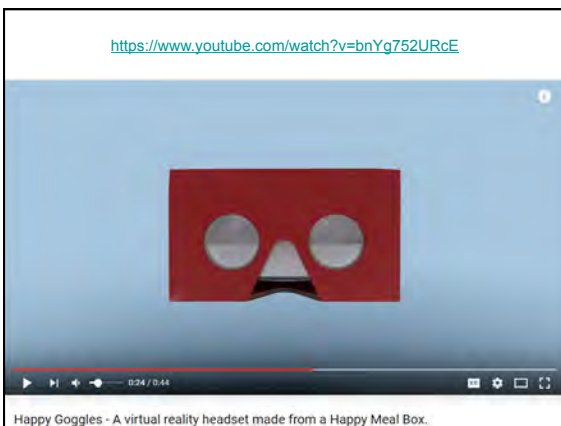 https://www.youtube.com/watch?v=bnYg752URcE
0:24 / 0:44
Happy Goggles - A virtual reality headset made from a Happy Meal Box.